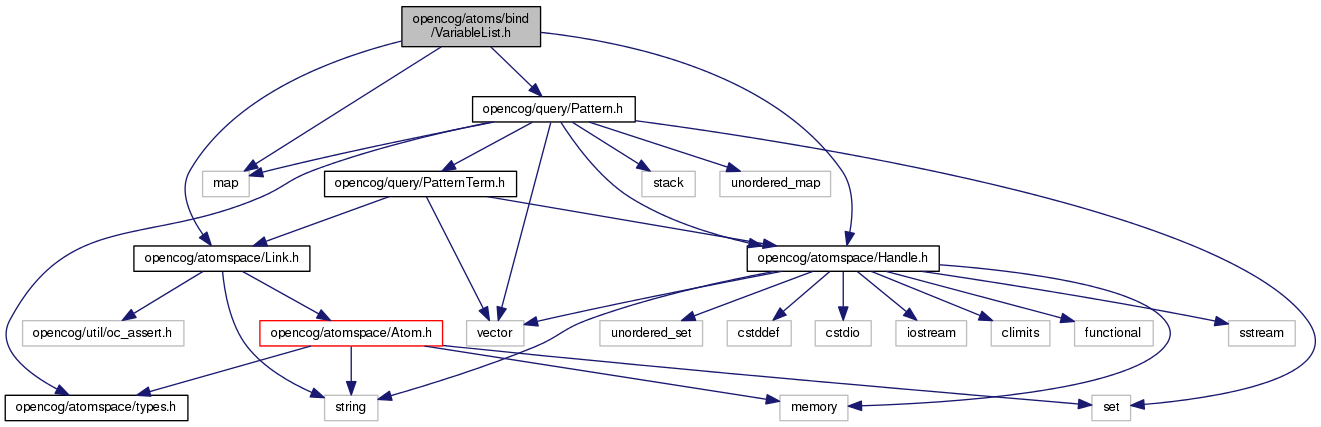 opencog/atoms/bind
/VariableList.h
opencog/query/Pattern.h
map
opencog/query/PatternTerm.h
stack
unordered_map
opencog/atomspace/Link.h
opencog/atomspace/Handle.h
opencog/util/oc_assert.h
opencog/atomspace/Atom.h
vector
unordered_set
cstddef
cstdio
iostream
climits
functional
sstream
opencog/atomspace/types.h
string
memory
set